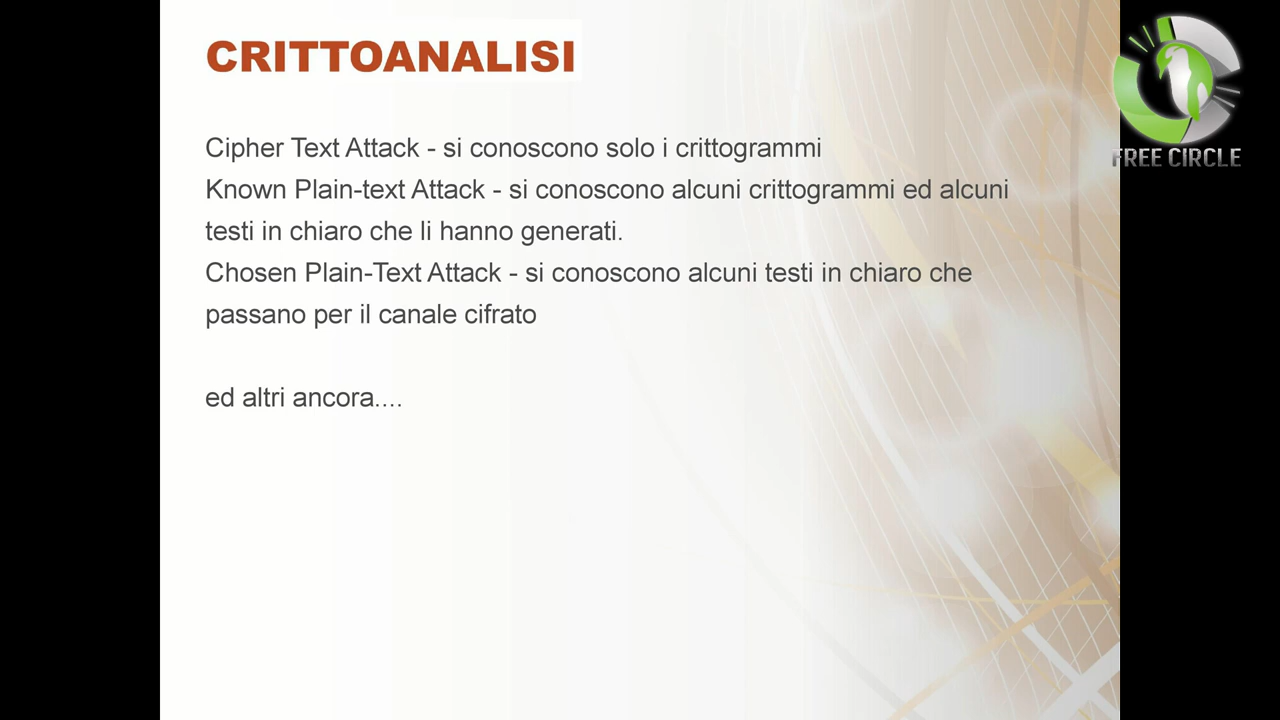 CRITTOANALISI
FREE CIRCLE
Cipher Text Attack - si conoscono solo i crittogrammi
Known Plain-text Attack - si conoscono alcuni crittogrammi ed alcuni
testi in chiaro che li hanno generati.
Chosen Plain-Text Attack - si conoscono alcuni testi in chiaro che
passano per il canale cifrato
ed altri ancora....